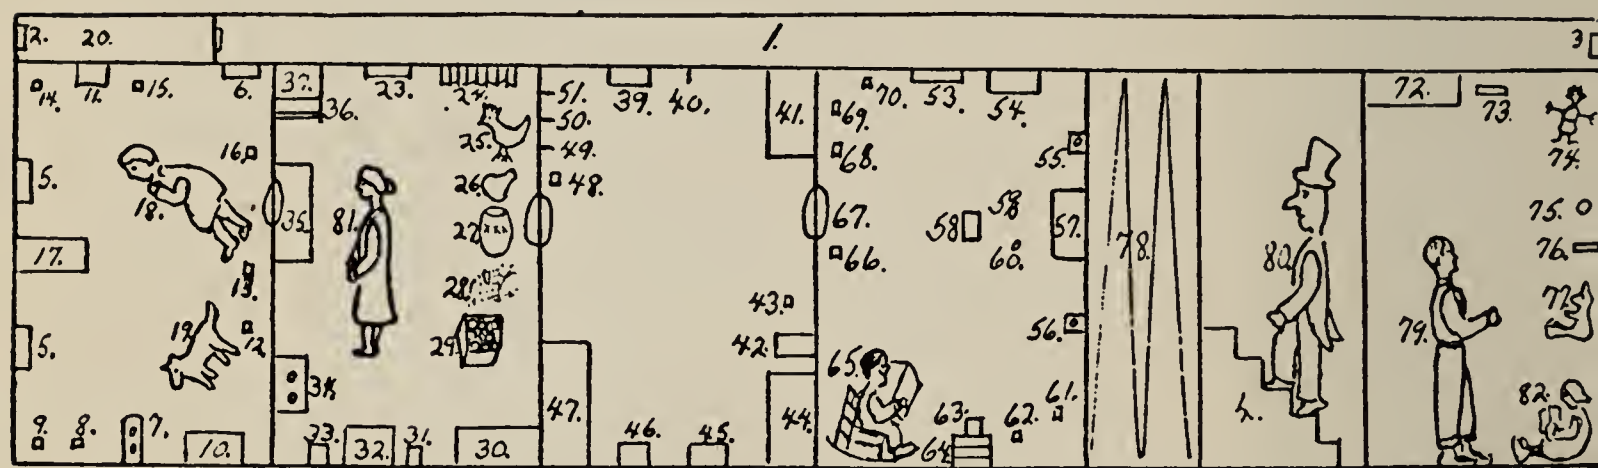 2. 20. 1. 3
14. 11. 15. 6. 37. 23. 24. 51. 39. 40. 41. 70. 53. 54. 72. 73.
36. 50. 69.
16. 25. 49. 68. 55. 74.
5. 18. 26. 48.
35. 81. 27. 67. 58 59. 57. 78. 80. 75.
17. 66. 60. 76.
13. 28. 43. 77.
5. 19. 12. 29. 42. 65. 56. 79.
34. 47. 44. 61. 4. 82.
9. 8. 7. 10. 33. 32. 31. 30. 46. 45. 63. 62.
64.